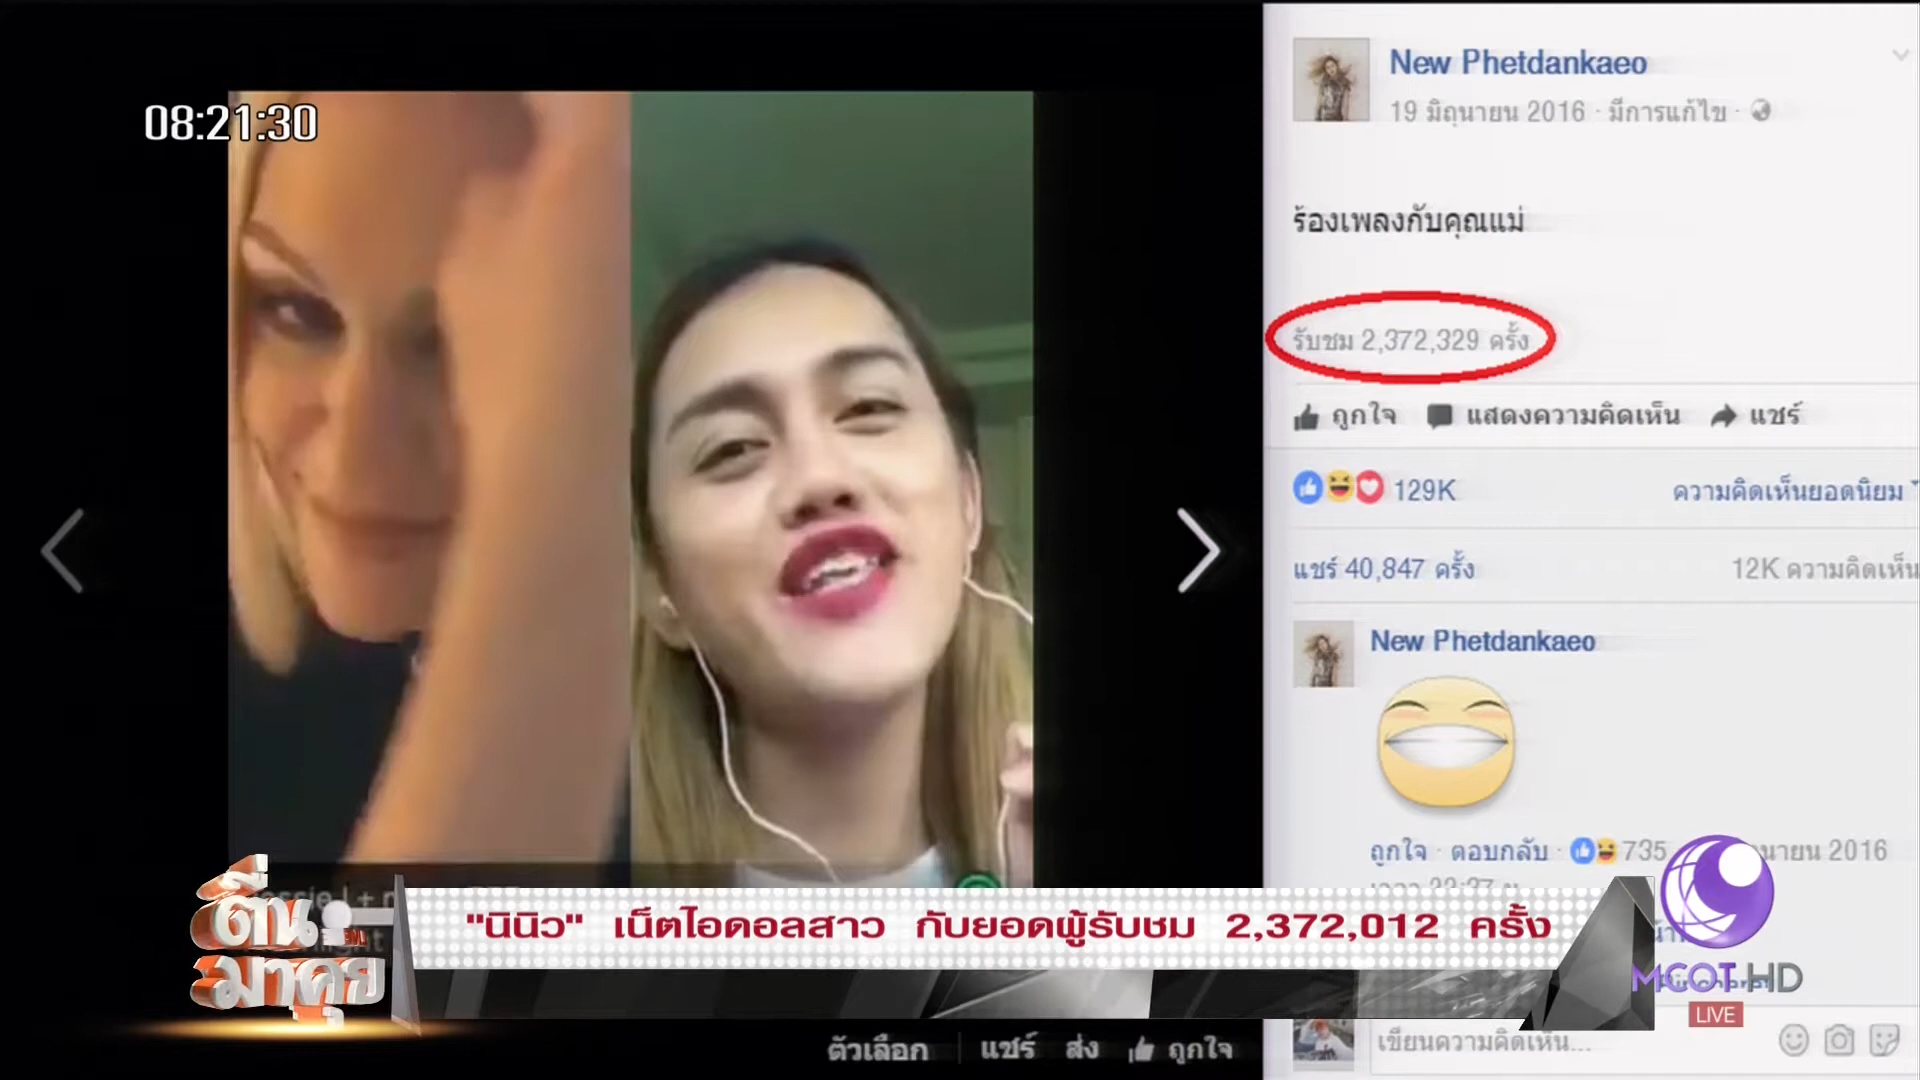 08:21:30
New Phetdankaeo
19 มิถุนายน 2016 · มีการแก้ไข ·
ร้องเพลงกับคุณแม่
รับชม 2,372,329 ครั้ง
ถูกใจ แสดงความคิดเห็น แชร์
129K ความคิดเห็นยอดนิยม
แชร์ 40,847 ครั้ง 12K ความคิดเห็น
New Phetdankaeo
ถูกใจ · ตอบกลับ · 735 2016
"นินิว" เน็ตไอดอลสาว กับยอดผู้รับชม 2,372,012 ครั้ง
ตื่นมาคุย
MCOT HD
LIVE
ตัวเลือก แชร์ ส่ง ถูกใจ
เขียนความคิดเห็น...